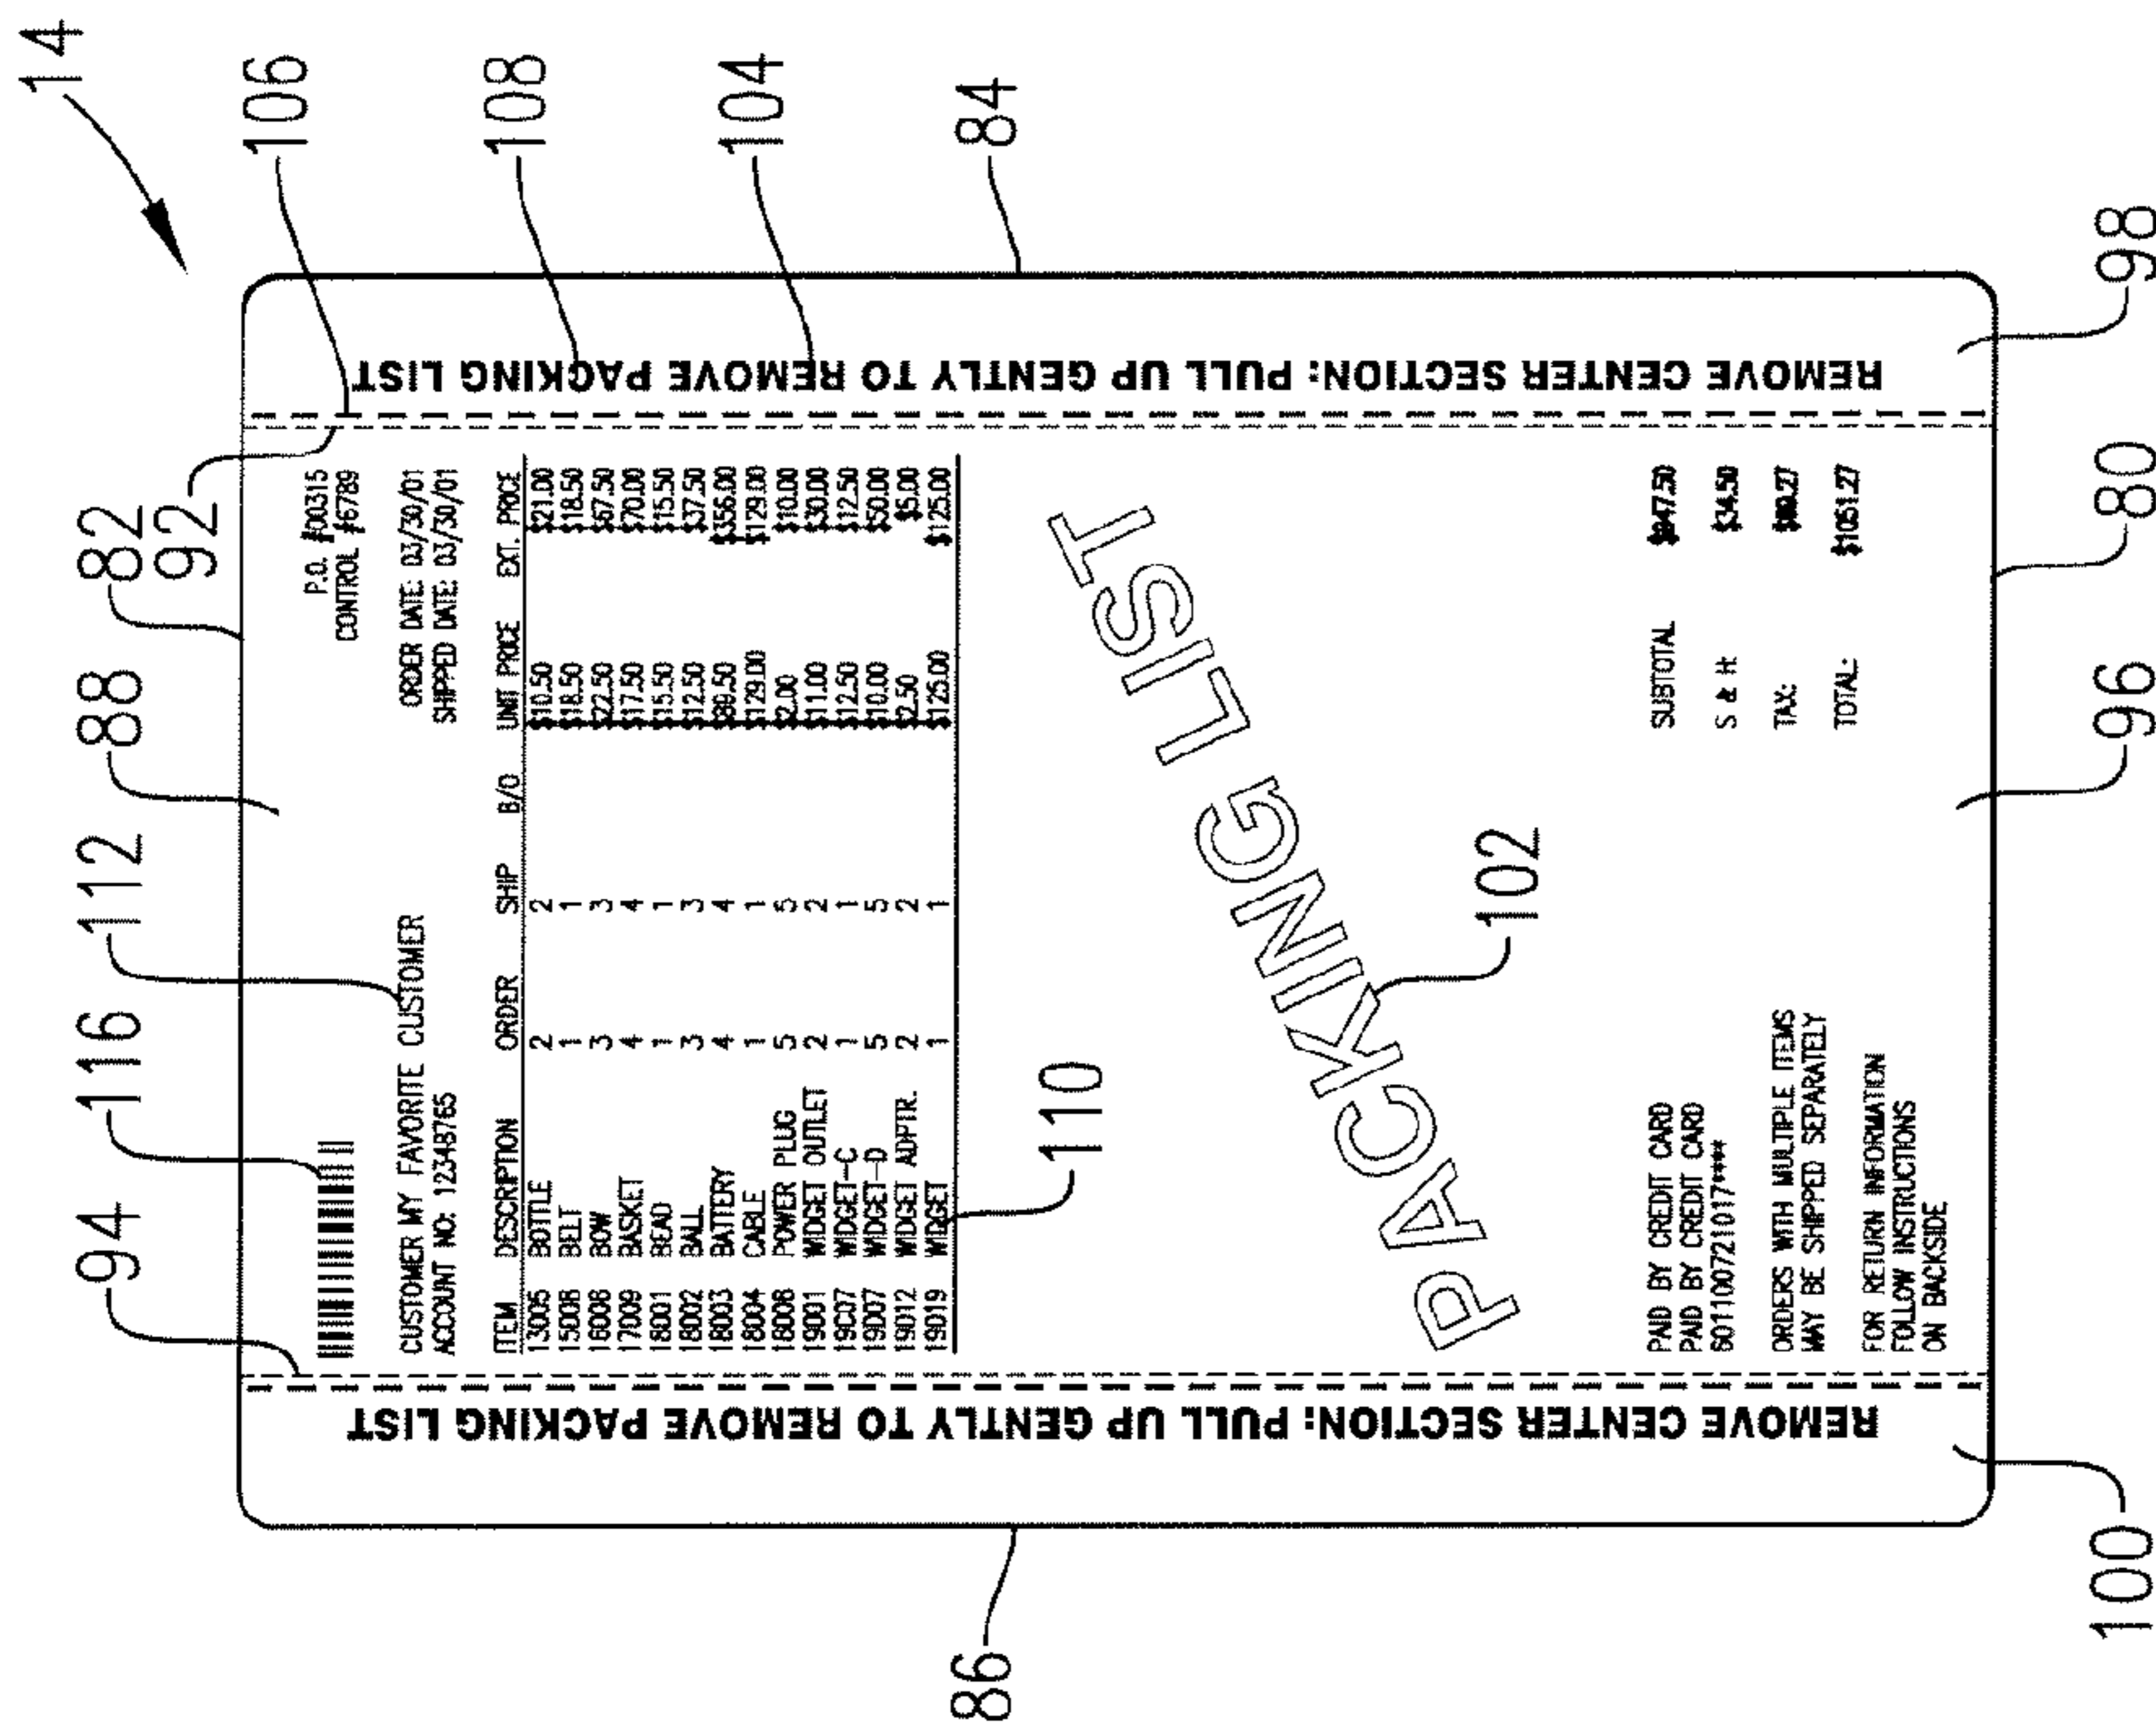 14
106
108
104
84
98
82
92
88
112
116
94
80
96
102
110
86
100
REMOVE CENTER SECTION: PULL UP GENTLY TO REMOVE PACKING LIST
P.O. #00315
CONTROL #6789
CUSTOMER MY FAVORITE CUSTOMER ORDER DATE: 03/30/01
ACCOUNT NO: 12348765 SHIPPED DATE: 03/30/01
ITEM DESCRIPTION ORDER SHIP B/O UNIT PRICE EXT. PRICE
13005 BOTTLE 2 2 $10.50 $21.00
15008 BELT 1 1 $18.50 $18.50
16008 BOW 3 3 $22.50 $67.50
17009 BASKET 4 4 $17.50 $70.00
18001 BEAD 1 1 $15.50 $15.50
18002 BALL 3 3 $12.50 $37.50
18003 BATTERY 4 4 $89.50 $356.00
18004 CABLE 1 1 $129.00 $129.00
18008 POWER PLUG 5 5 $2.00 $10.00
19001 WIDGET OUTLET 2 2 $11.00 $30.00
19C07 WIDGET-C 1 1 $12.50 $12.50
19D07 WIDGET-D 5 5 $10.00 $50.00
19012 WIDGET ADPTR. 2 2 $2.50 $5.00
19019 WIDGET 1 1 $125.00 $125.00
PACKING LIST
PAID BY CREDIT CARD SUBTOTAL $947.50
PAID BY CREDIT CARD
601100721017****
S & H: $34.50
ORDERS WITH MULTIPLE ITEMS TAX:
MAY BE SHIPPED SEPARATELY
TOTAL: $1051.27
FOR RETURN INFORMATION
FOLLOW INSTRUCTIONS
ON BACKSIDE
REMOVE CENTER SECTION: PULL UP GENTLY TO REMOVE PACKING LIST